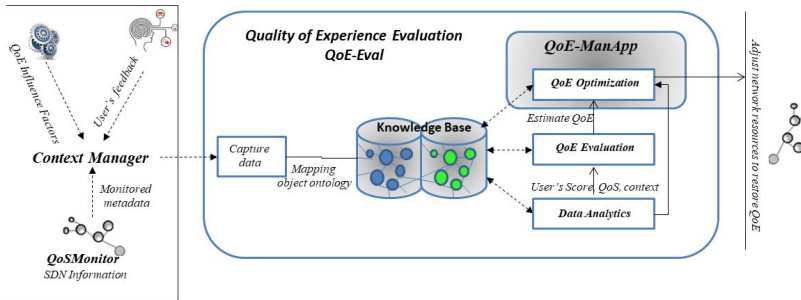 QoE Influence Factors
User's feedback
Context Manager
Monitored
metadata
QoSMonitor
SDN Information
Quality of Experience Evaluation
QoE-Eval
Capture
data
Mapping
object ontology
Knowledge Base
QoE-ManApp
QoE Optimization
Estimate QoE
QoE Evaluation
User's Score, QoS, context
Data Analytics
Adjust network resources to restore QoE